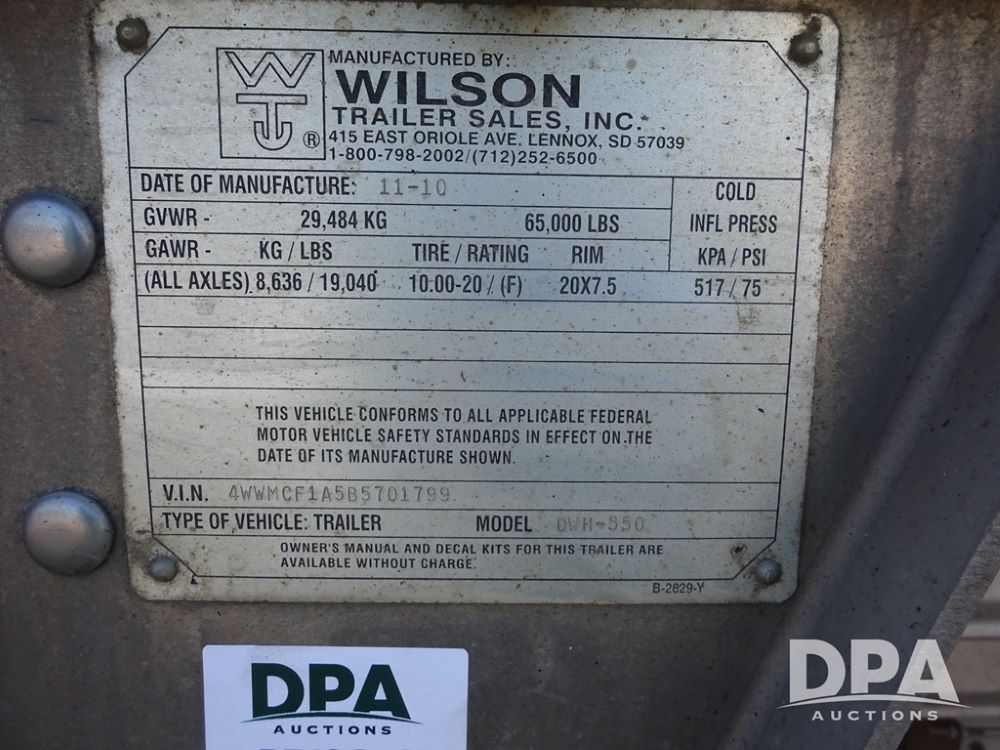 MANUFACTURED BY:
WILSON
TRAILER SALES, INC.
415 EAST ORIOLE AVE. LENNOX, SD 57039
1-800-798-2002/(712)252-6500
WT ®
DATE OF MANUFACTURE: 11-10
COLD
INFL PRESS
KPA / PSI
GVWR - 29,484 KG 65,000 LBS
GAWR - KG / LBS TIRE / RATING RIM
(ALL AXLES) 8,636 / 19,040 10.00-20 / (F) 20X7.5 517 / 75
THIS VEHICLE CONFORMS TO ALL APPLICABLE FEDERAL
MOTOR VEHICLE SAFETY STANDARDS IN EFFECT ON THE
DATE OF ITS MANUFACTURE SHOWN.
V.I.N. 4WWMCF1A5B5701799
TYPE OF VEHICLE: TRAILER MODEL DWH-550
OWNER'S MANUAL AND DECAL KITS FOR THIS TRAILER ARE
AVAILABLE WITHOUT CHARGE.
B-2629-Y
DPA
AUCTIONS
DPA
AUCTIONS